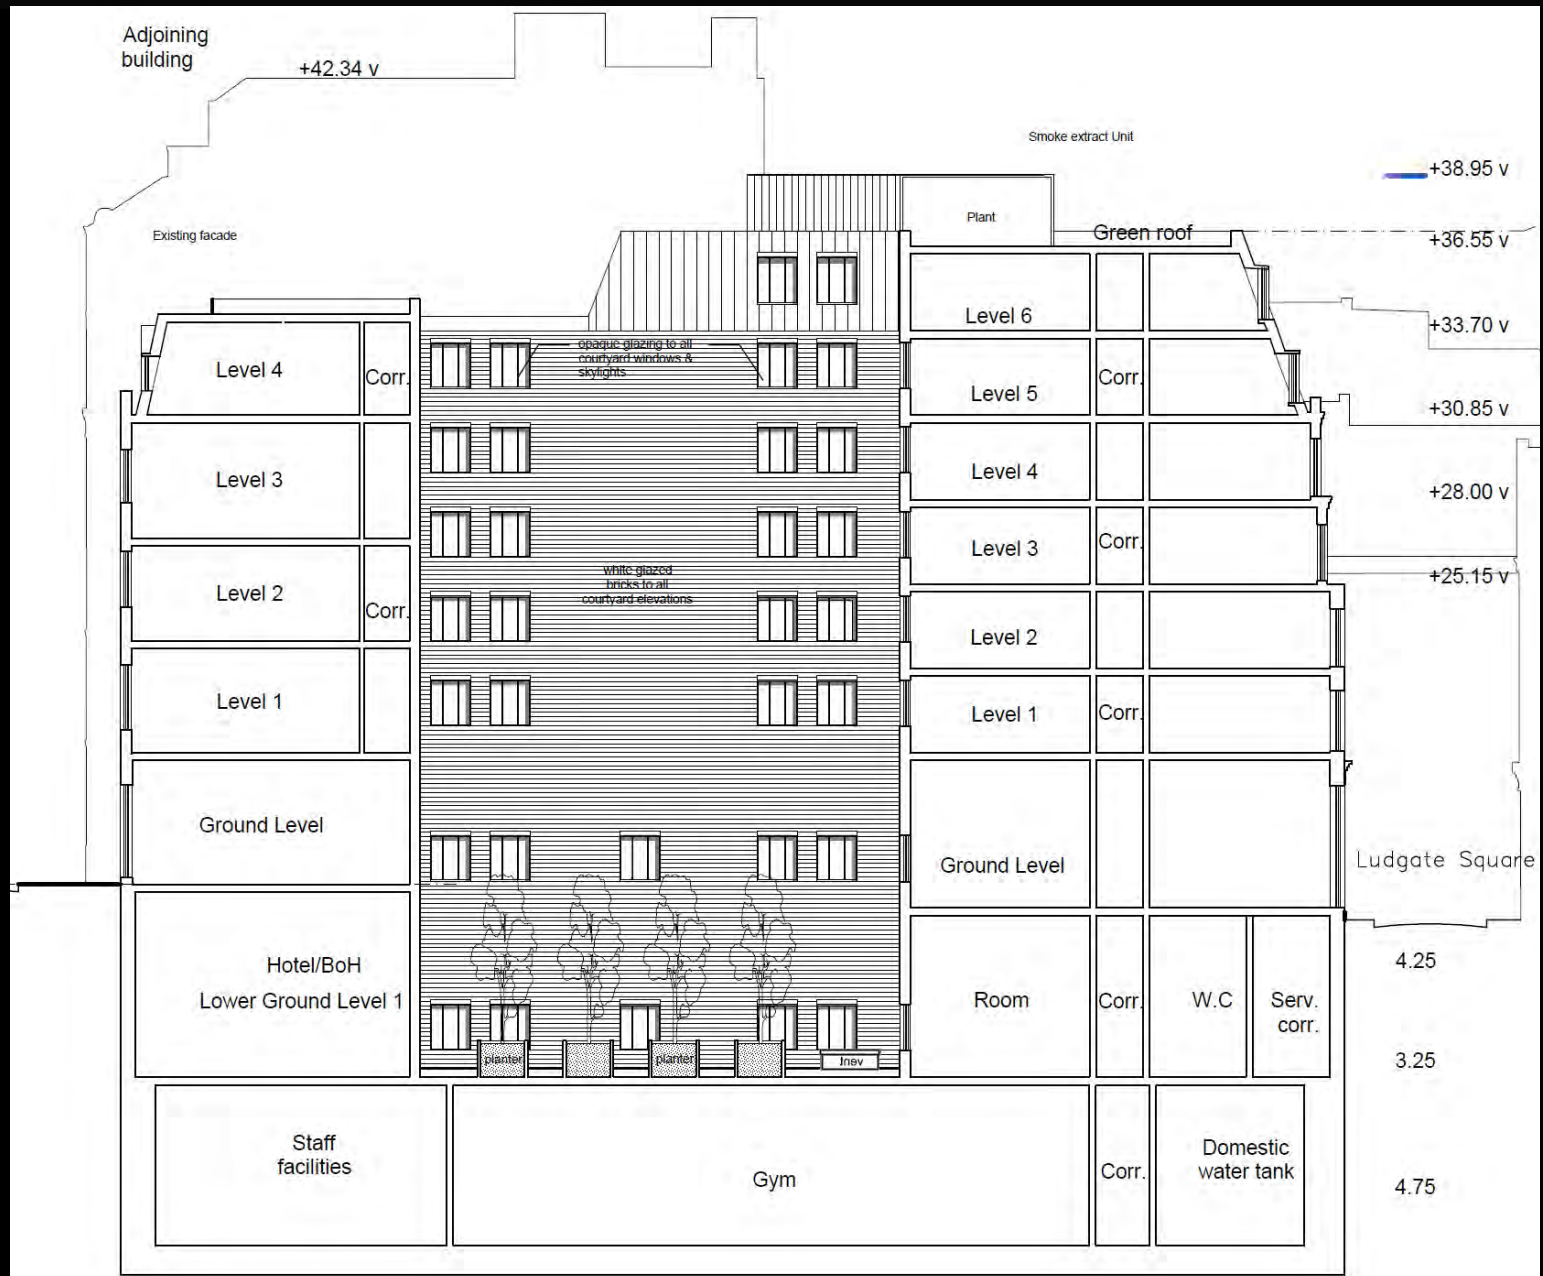 Adjoining
building
+42.34 v
Smoke extract Unit
+38.95 v
Plant
Existing facade
Green roof
+36.55 v
Level 6
+33.70 v
opaque glazing to all
courtyard windows &
skylights
Level 4
Corr.
Level 5
Corr.
+30.85 v
Level 3
Level 4
+28.00 v
Level 3
Corr.
white glazed
bricks to all
courtyard elevations
+25.15 v
Level 2
Corr.
Level 2
Level 1
Level 1
Corr.
Ground Level
Ground Level
Ludgate Square
Hotel/BoH
Lower Ground Level 1
Room
Corr.
W.C
Serv.
corr.
4.25
planter
planter
3.25
Staff
facilities
Gym
Corr.
Domestic
water tank
4.75